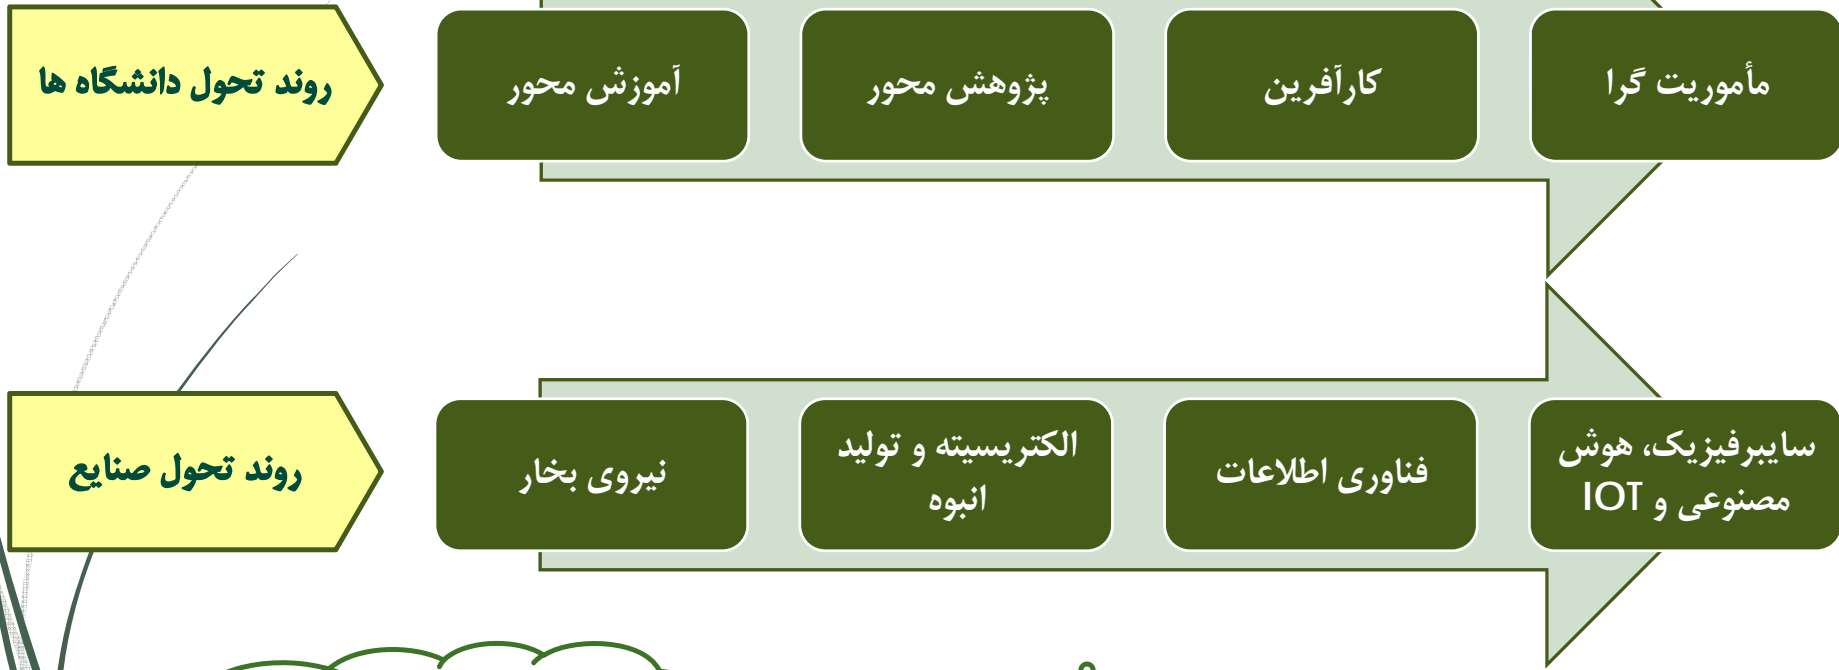 روند تحول دانشگاه ها
آموزش محور
پژوهش محور
کارآفرین
مأموریت گرا
روند تحول صنایع
نیروی بخار
الکتریسیته و تولید
انبوه
فناوری اطلاعات
سایبرفیزیک، هوش
مصنوعی و IOT